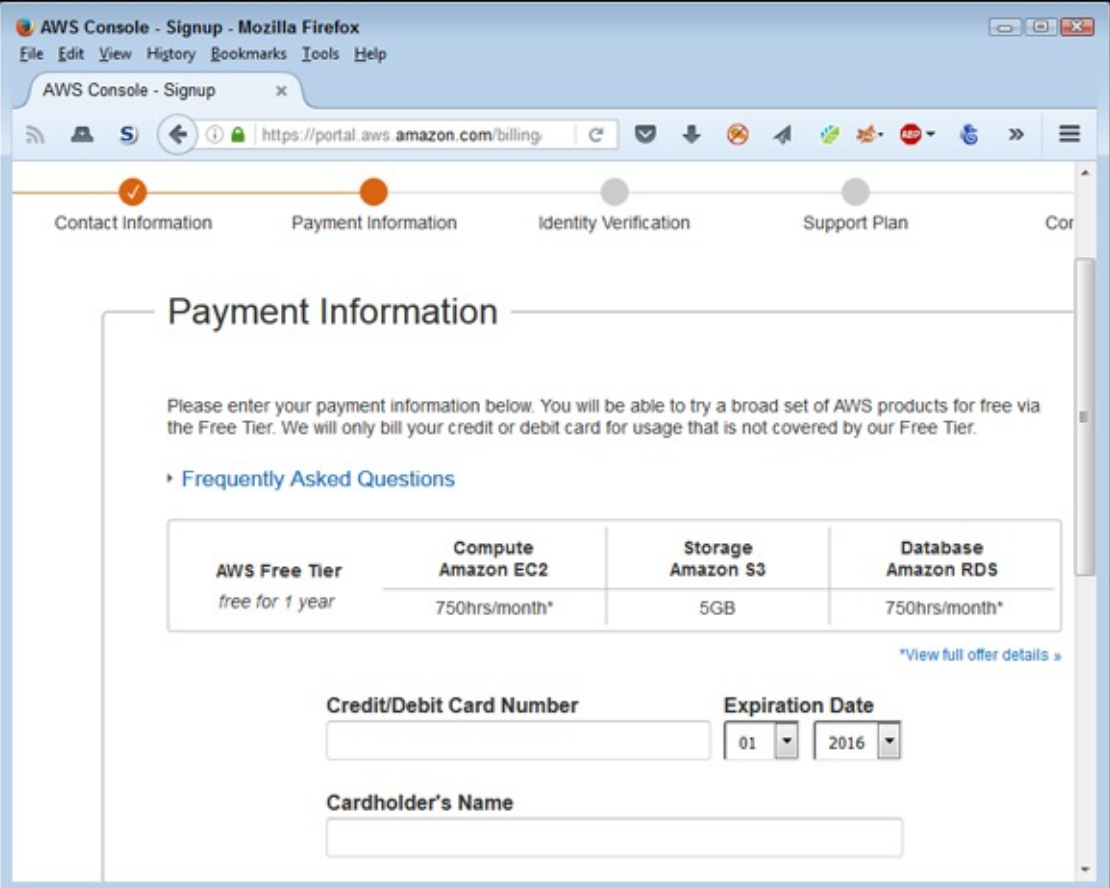 AWS Console - Signup - Mozilla Firefox
File Edit View History Bookmarks Tools Help
AWS Console - Signup
https://portal.aws.amazon.com/billing
Contact Information Payment Information Identity Verification Support Plan Cor
Payment Information
Please enter your payment information below. You will be able to try a broad set of AWS products for free via
the Free Tier. We will only bill your credit or debit card for usage that is not covered by our Free Tier.
Frequently Asked Questions
AWS Free Tier
free for 1 year
Compute
Amazon EC2
750hrs/month*
Storage
Amazon S3
5GB
Database
Amazon RDS
750hrs/month*
*View full offer details »
Credit/Debit Card Number Expiration Date
01 2016
Cardholder's Name